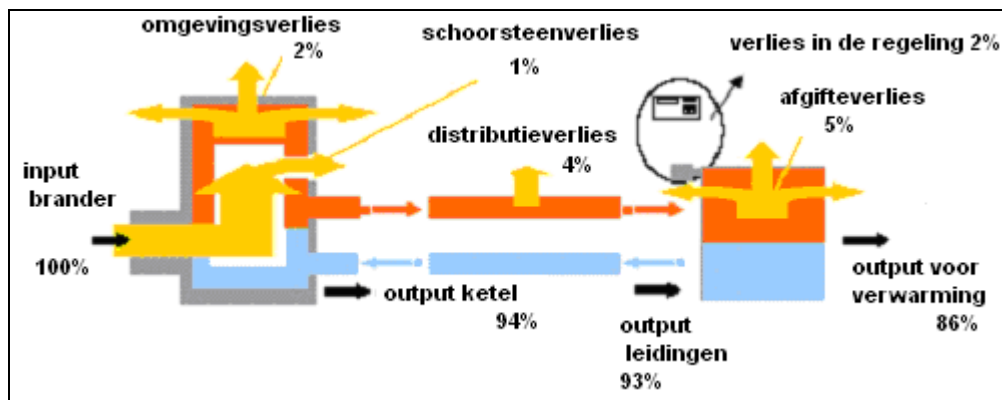 omgevingsverlies
2%
schoorsteenverlies
1%
verlies in de regeling 2%
afgifteverlies
5%
distributieverlies
4%
input
brander
100%
output ketel
94%
output
leidingen
93%
output voor
verwarming
86%